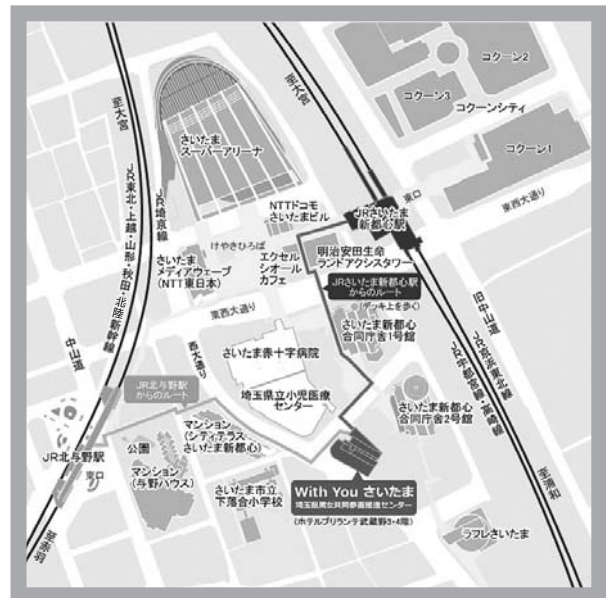 コクーン2
コクーン3
コクーンシティ
コクーン1
至大宮
至大宮
さいたま
スーパーアリーナ
JR埼京線
JR東北・上越・山形・秋田・北陸新幹線
NTTドコモ
さいたまビル
JRさいたま
新都心駅
東口
東西大通り
けやきひろば
さいたま
メディアウェーブ
(NTT東日本)
エクセル
シオール
カフェ
明治安田生命
ランドアクシスタワー
JRさいたま新都心駅
からのルート
(デッキ上を歩く)
東西大通り
中山道
西大通り
旧中山道
JR京浜東北線
JR宇都宮線・高崎線
さいたま新都心
合同庁舎1号館
さいたま赤十字病院
埼玉県立小児医療
センター
JR北与野駅
からのルート
さいたま新都心
合同庁舎2号館
JR北与野駅
東口
公園
マンション
(シティテラス
さいたま新都心)
マンション
(与野ハウス)
さいたま市立
下落合小学校
With You さいたま
埼玉県男女共同参画推進センター
(ホテルブリランテ武蔵野3・4階)
至浦和
ラフレさいたま
至赤羽